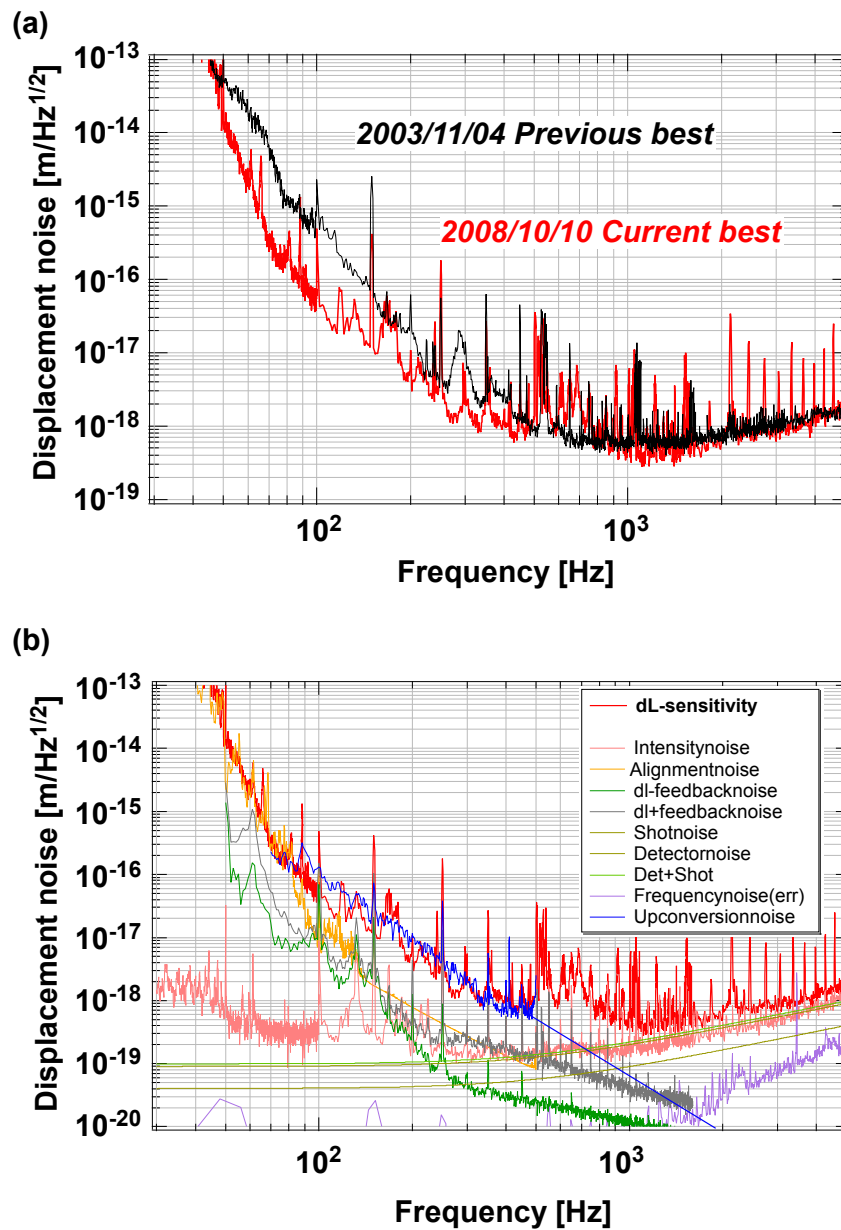 (a)
10-13
10-14
10-15
10-16
10-17
10-18
10-19
Displacement noise [m/Hz1/2]
2003/11/04 Previous best
2008/10/10 Current best
102
103
Frequency [Hz]
(b)
10-13
10-14
10-15
10-16
10-17
10-18
10-19
10-20
Displacement noise [m/Hz1/2]
dL-sensitivity
Intensitynoise
Alignmentnoise
dl-feedbacknoise
dl+feedbacknoise
Shotnoise
Detectornoise
Det+Shot
Frequencynoise(err)
Upconversionnoise
102
103
Frequency [Hz]